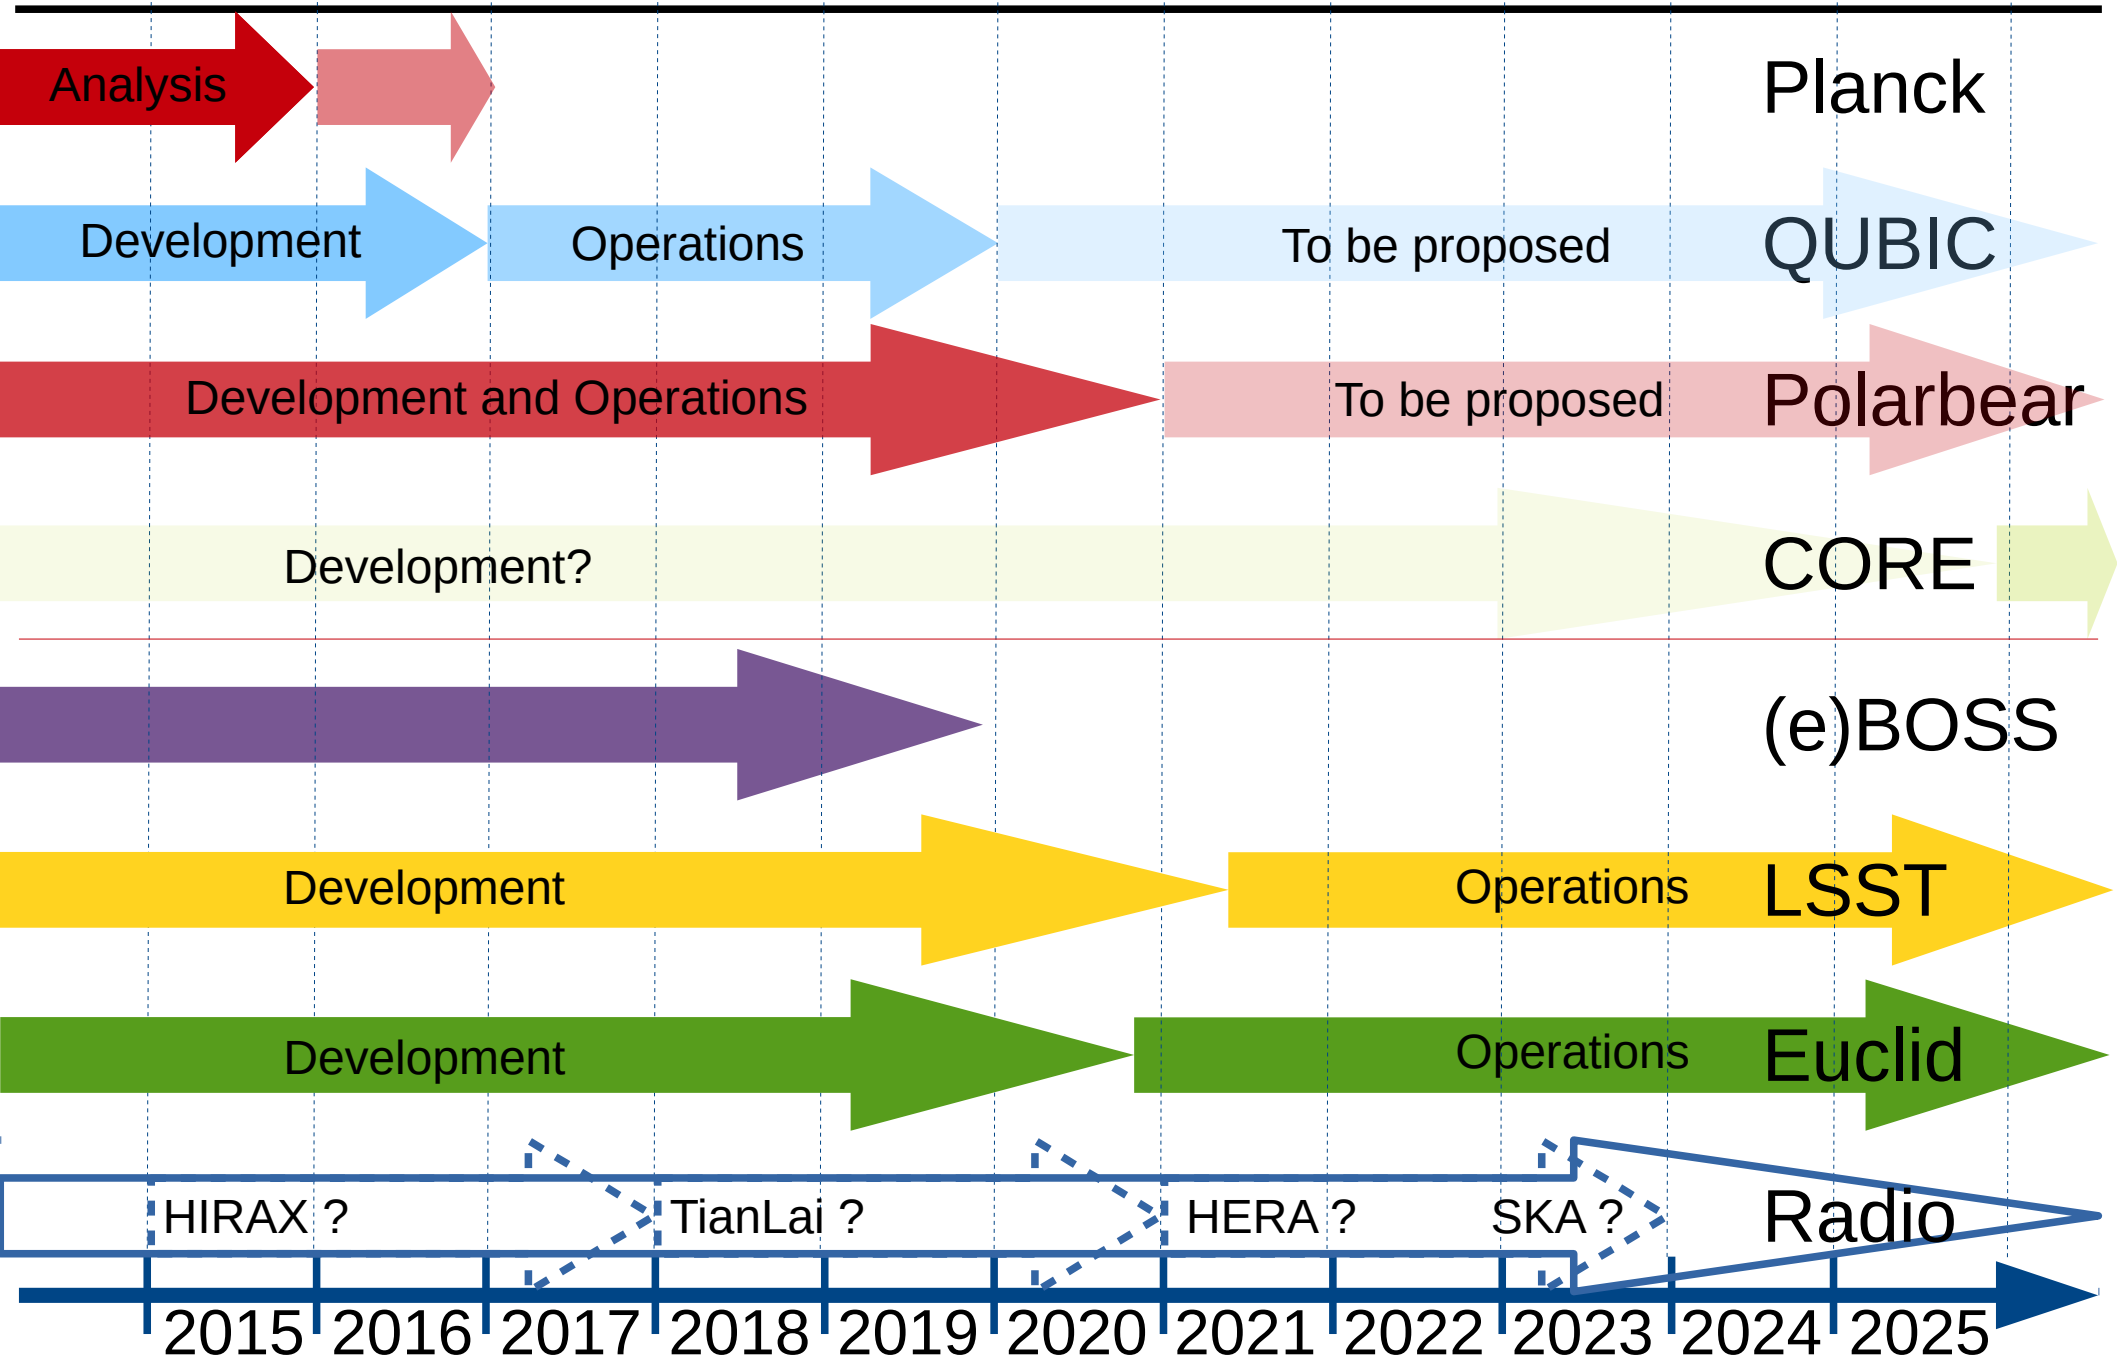 Analysis
Planck
Development
Operations
To be proposed
QUBIC
Development and Operations
To be proposed
Polarbear
Development?
CORE
(e)BOSS
Development
Operations
LSST
Development
Operations
Euclid
HIRAX ?
TianLai ?
HERA ?
SKA ?
Radio
2015 2016 2017 2018 2019 2020 2021 2022 2023 2024 2025